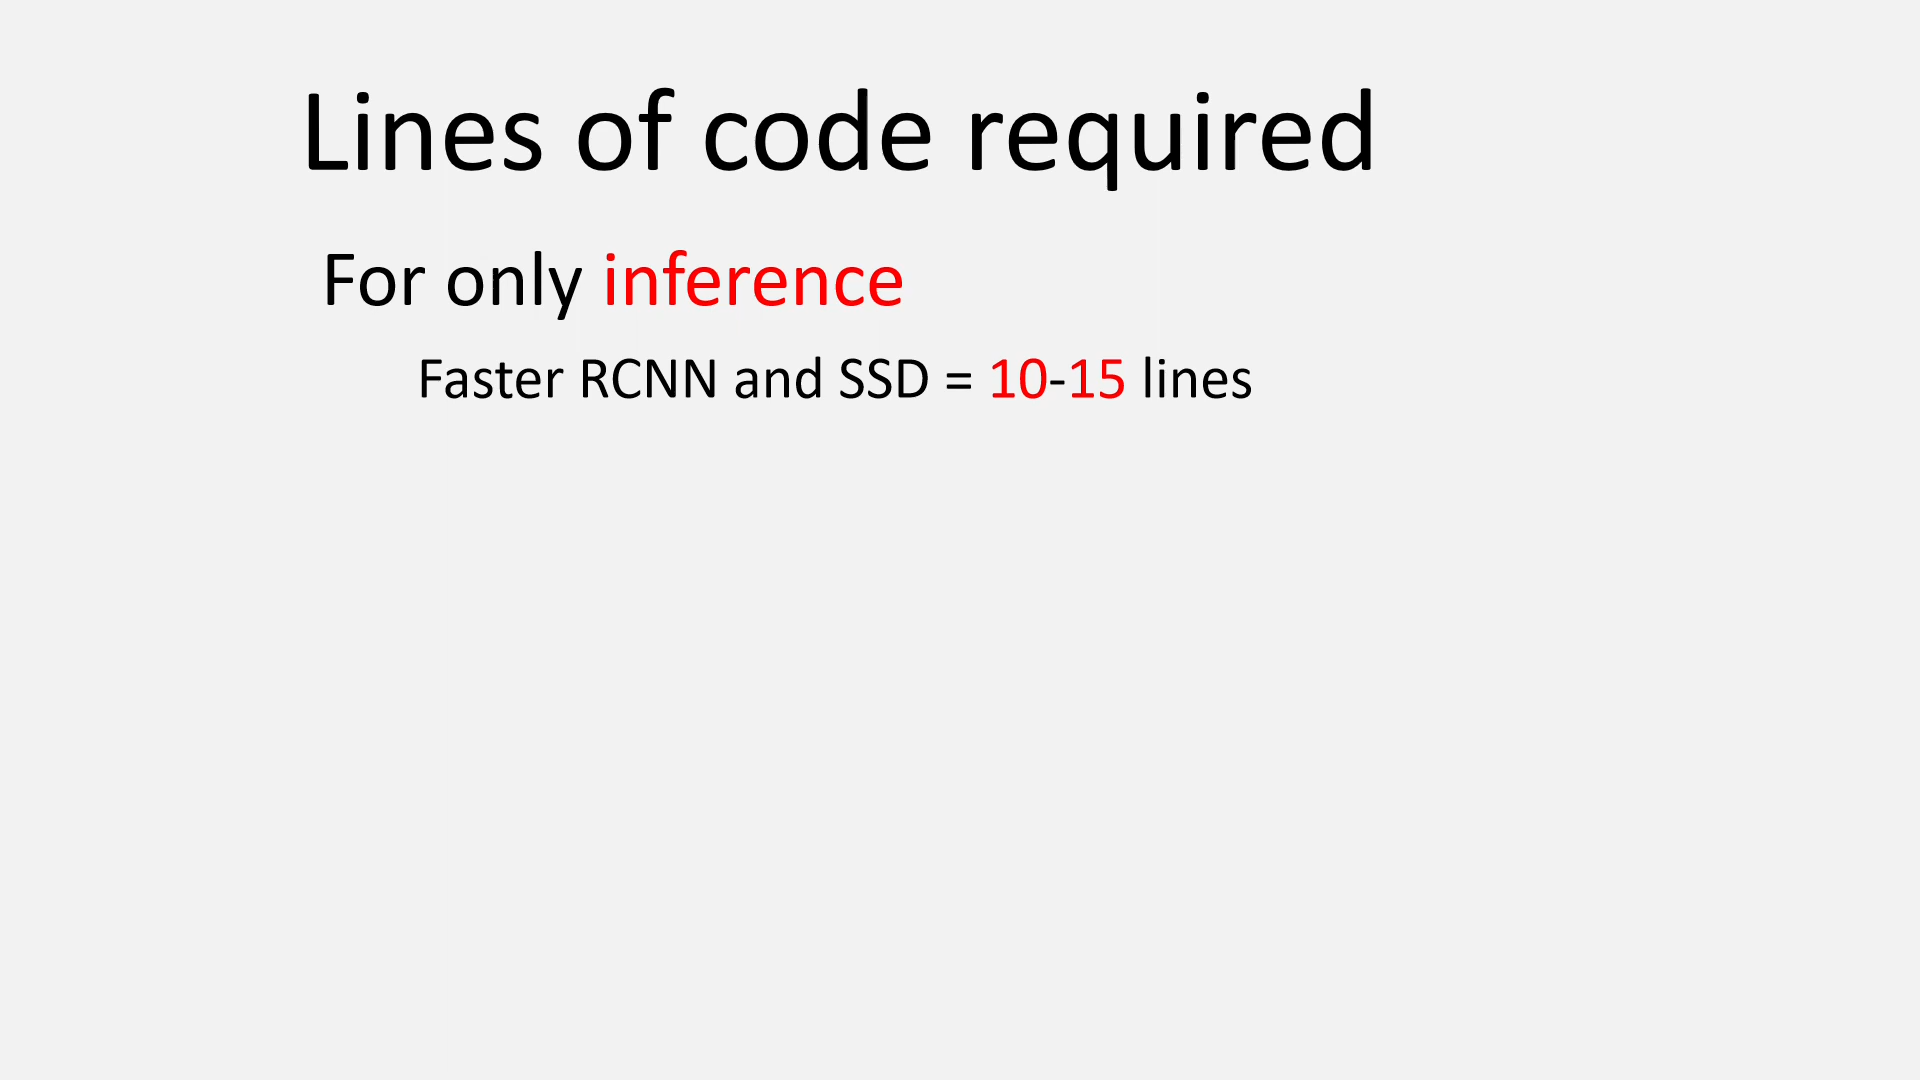 Lines of code required
For only inference
Faster RCNN and SSD = 10-15 lines